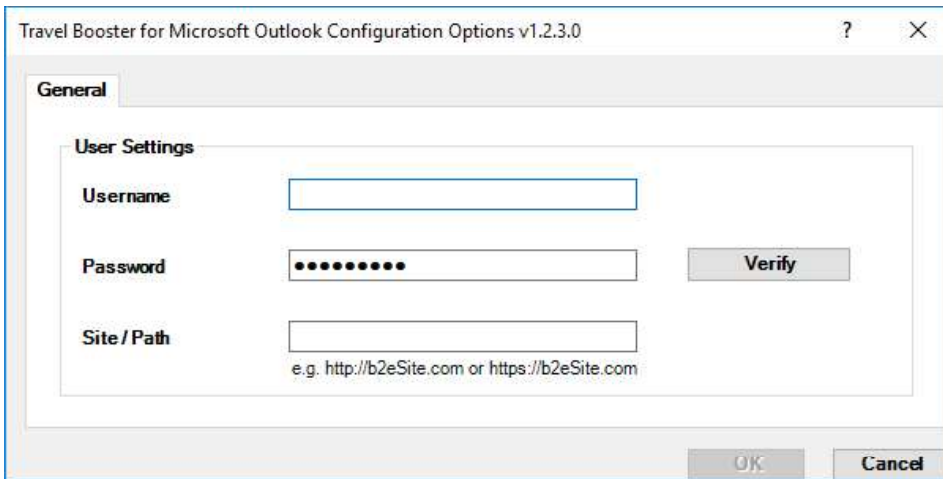 Travel Booster for Microsoft Outlook Configuration Options v1.2.3.0 ? X
General
User Settings
Username
Password ●●●●●●●●● Verify
Site / Path
e.g. http://b2eSite.com or https://b2eSite.com
OK Cancel